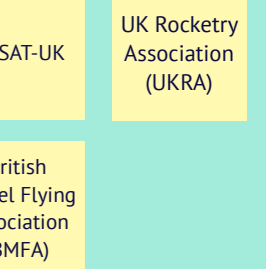 SAT-UK
UK Rocketry
Association
(UKRA)
ritish
el Flying
ociation
BMFA)